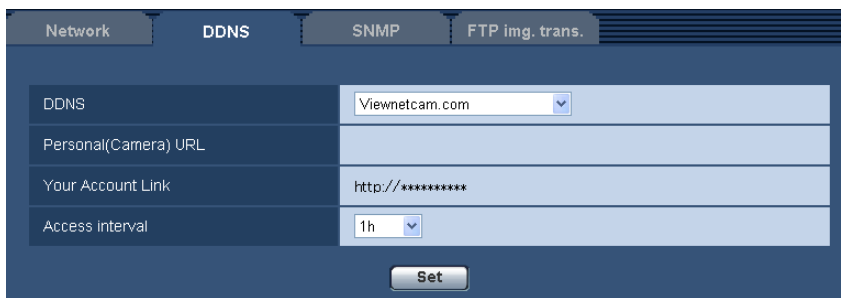 Network DDNS SNMP FTP img. trans.
DDNS Viewnetcam.com
Personal(Camera) URL
Your Account Link http://**********
Access interval 1h
Set